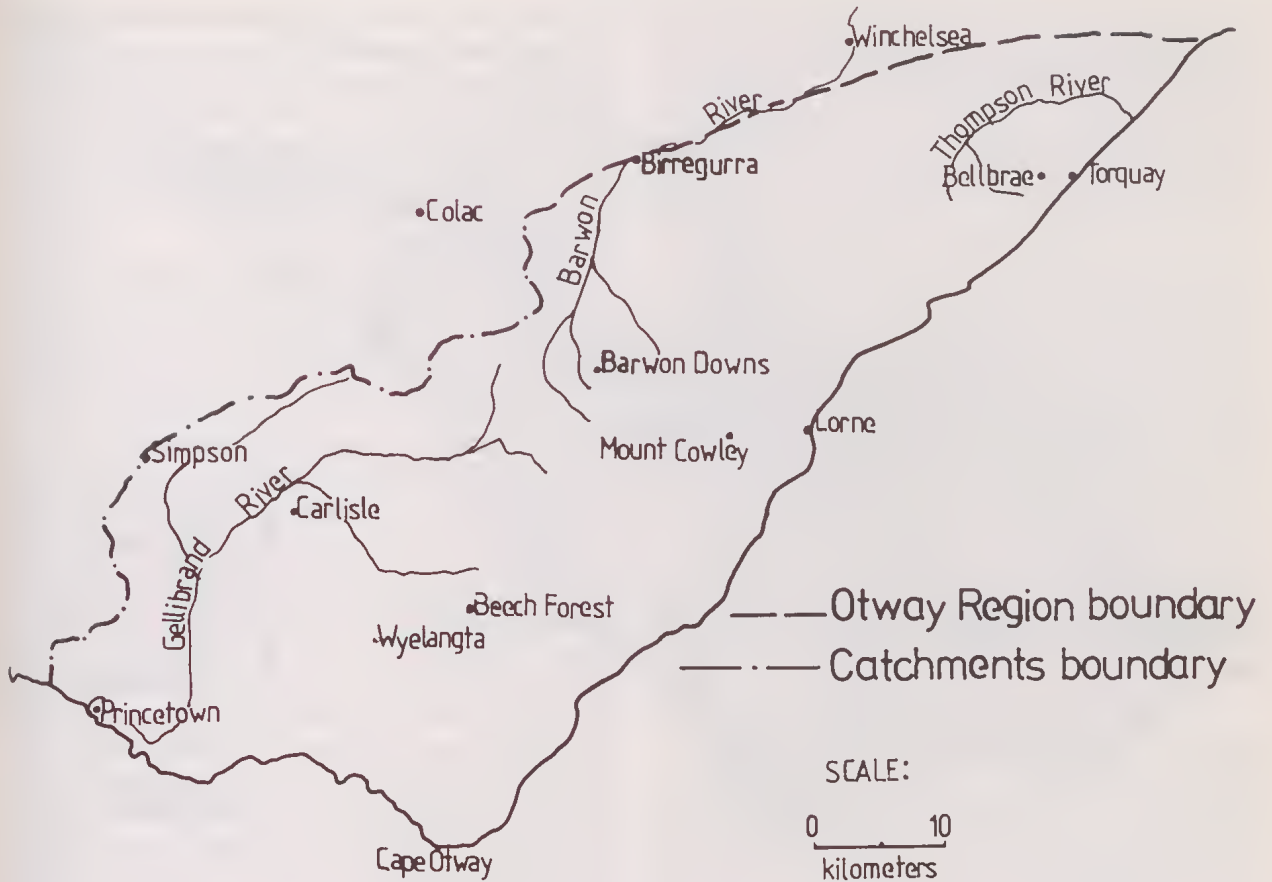 Winchelsea
River
Thompson River
Birregurra
Bellbrae
Torquay
Colac
Barwon
Barwon Downs
Lorne
Mount Cowley
Simpson
River
Carlisle
Gellibrand
Beech Forest
Otway Region boundary
Wyelangta
Catchments boundary
Princetown
SCALE:
0 10
kilometers
Cape Otway